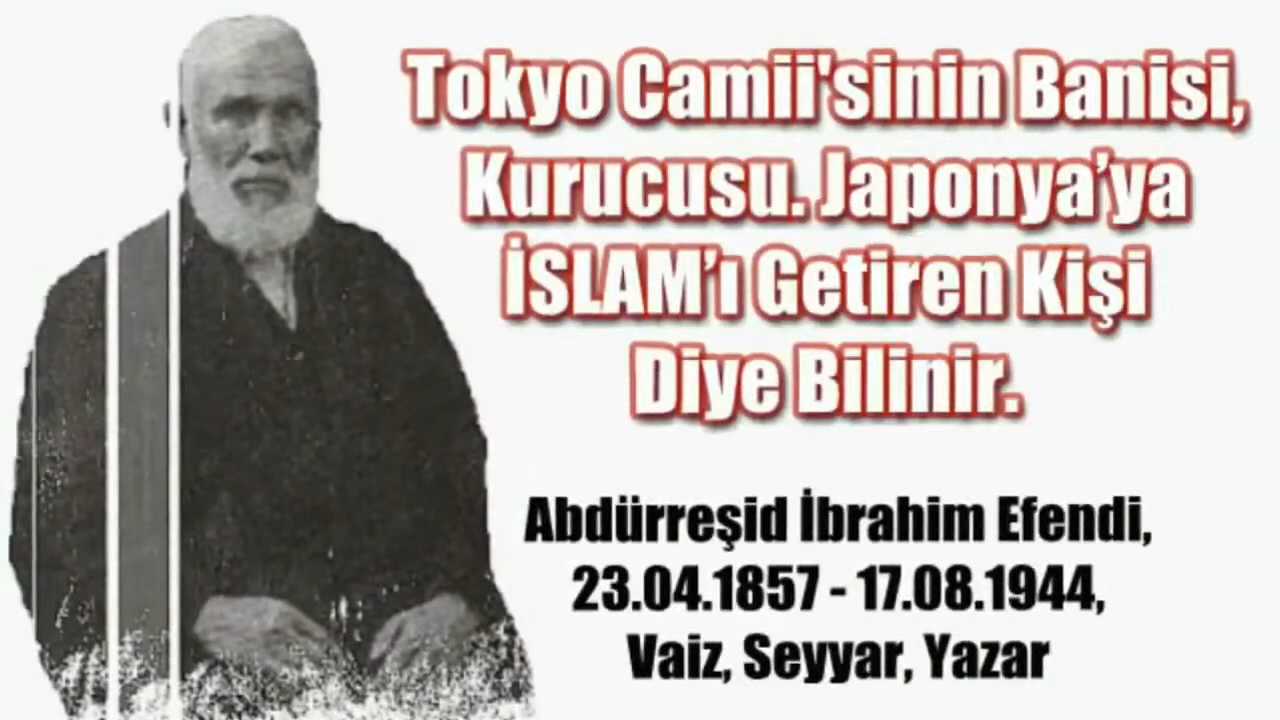 Tokyo Camii'sinin Banisi,
Kurucusu. Japonya’ya
İSLAM’ı Getiren Kişi
Diye Bilinir.
Abdürreşid İbrahim Efendi,
23.04.1857 - 17.08.1944,
Vaiz, Seyyar, Yazar